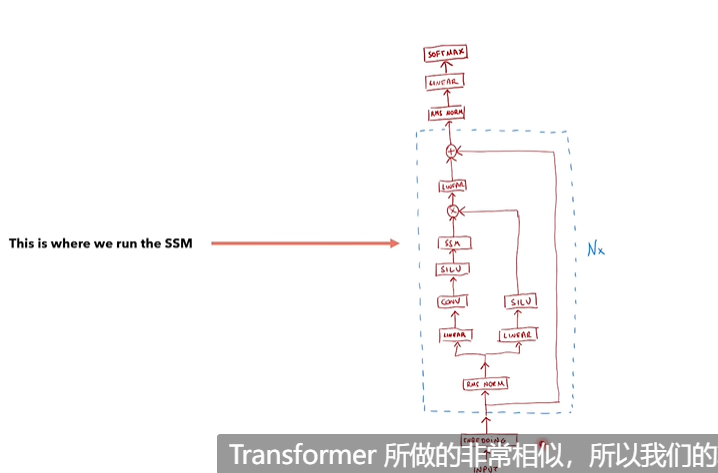 SOFTMAX
LINEAR
RMS NORM
+
LINEAR
×
This is where we run the SSM
SSM
Nx
SILU
CONV
SILU
LINEAR
LINEAR
RMS NORM
EMBEDDING
Transformer 所做的非常相似，所以我们的
INPUT